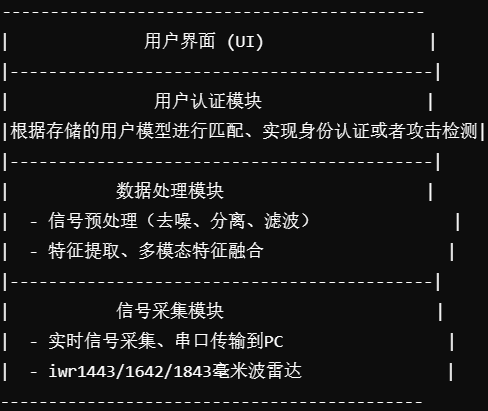 --------------------------------------------
|              用户界面 (UI)                 |
|--------------------------------------------|
|               用户认证模块                 |
|根据存储的用户模型进行匹配、实现身份认证或者攻击检测|
|--------------------------------------------|
|           数据处理模块                     |
|  - 信号预处理（去噪、分离、滤波）              |
|  - 特征提取、多模态特征融合                   |
|--------------------------------------------|
|           信号采集模块                      |
|  - 实时信号采集、串口传输到PC                 |
|  - iwr1443/1642/1843毫米波雷达               |
--------------------------------------------